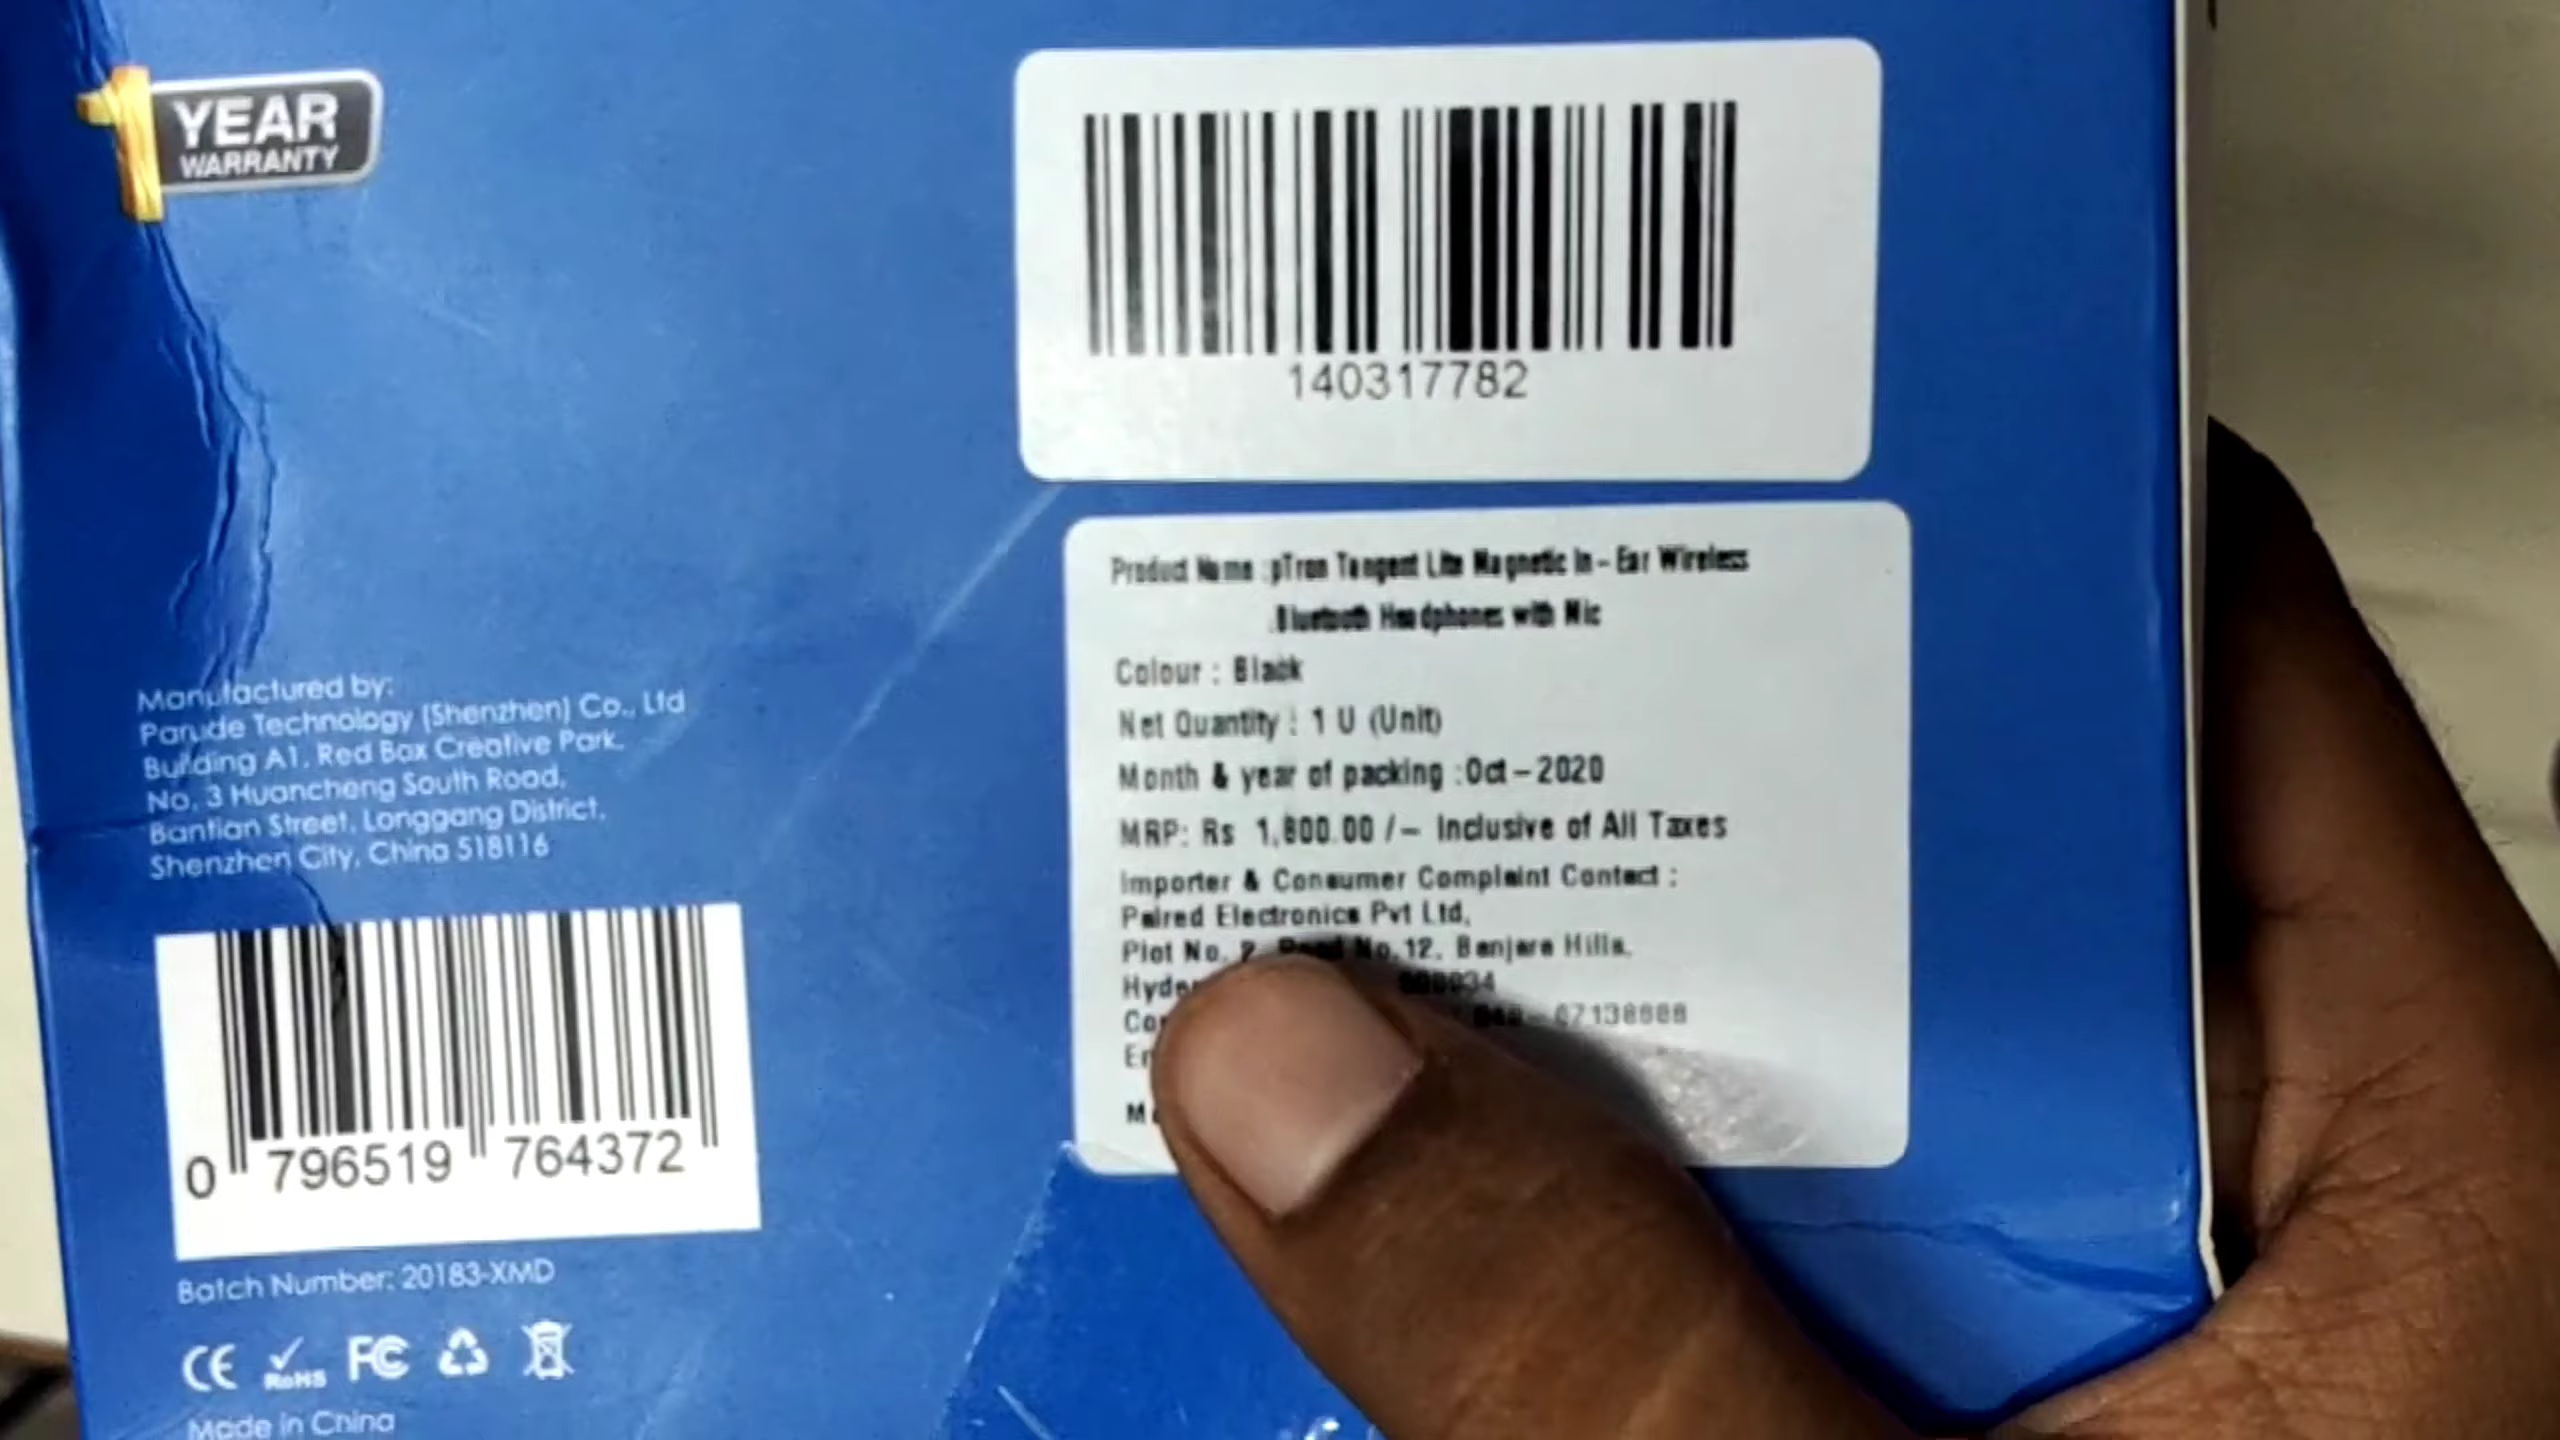 1 YEAR
WARRANTY
140317782
Product Name :pTron Tangent Lite Magnetic In-Ear Wireless
Bluetooth Headphones with Mic
Colour : Black
Net Quantity : 1 U (Unit)
Month & year of packing :Oct-2020
MRP: Rs 1,800.00 /- Inclusive of All Taxes
Importer & Consumer Complaint Contact :
Paired Electronics Pvt Ltd,
Plot No. 2, Road No.12, Banjara Hills,
Manufactured by:
Parude Technology (Shenzhen) Co., Ltd
Building A1, Red Box Creative Park,
No. 3 Huancheng South Road,
Bantian Street, Longgang District,
Shenzhen City, China 518116
0 796519 764372
Batch Number: 20183-XMD
CE RoHS FC
Made in China